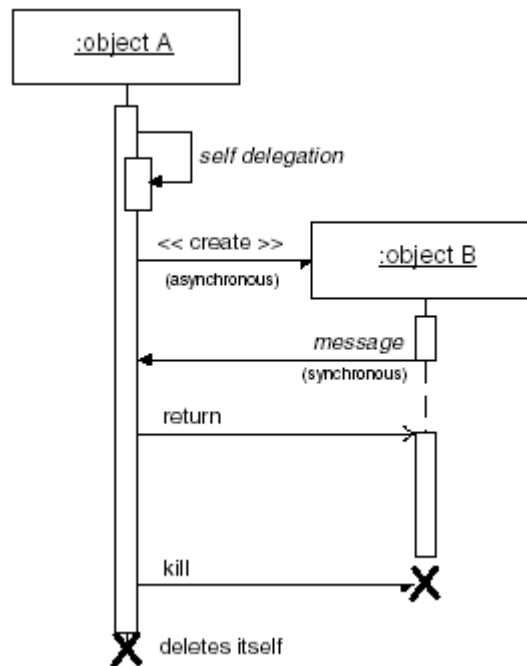 :object A
self delegation
<< create >>
(asynchronous)
:object B
message
(synchronous)
return
kill
deletes itself